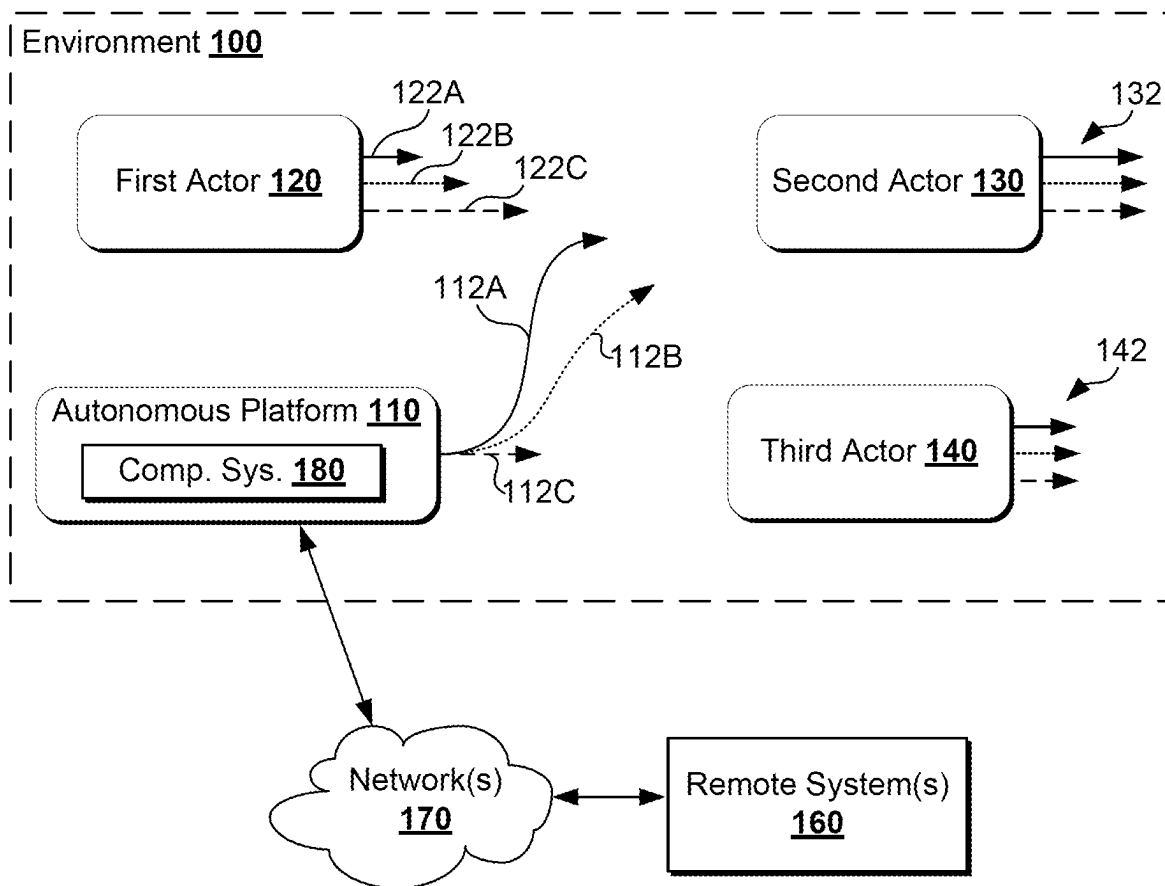 Environment 100
122A
122B
122C
132
First Actor 120
Second Actor 130
112A
112B
142
Autonomous Platform 110
Comp. Sys. 180
112C
Third Actor 140
Network(s)
170
Remote System(s)
160